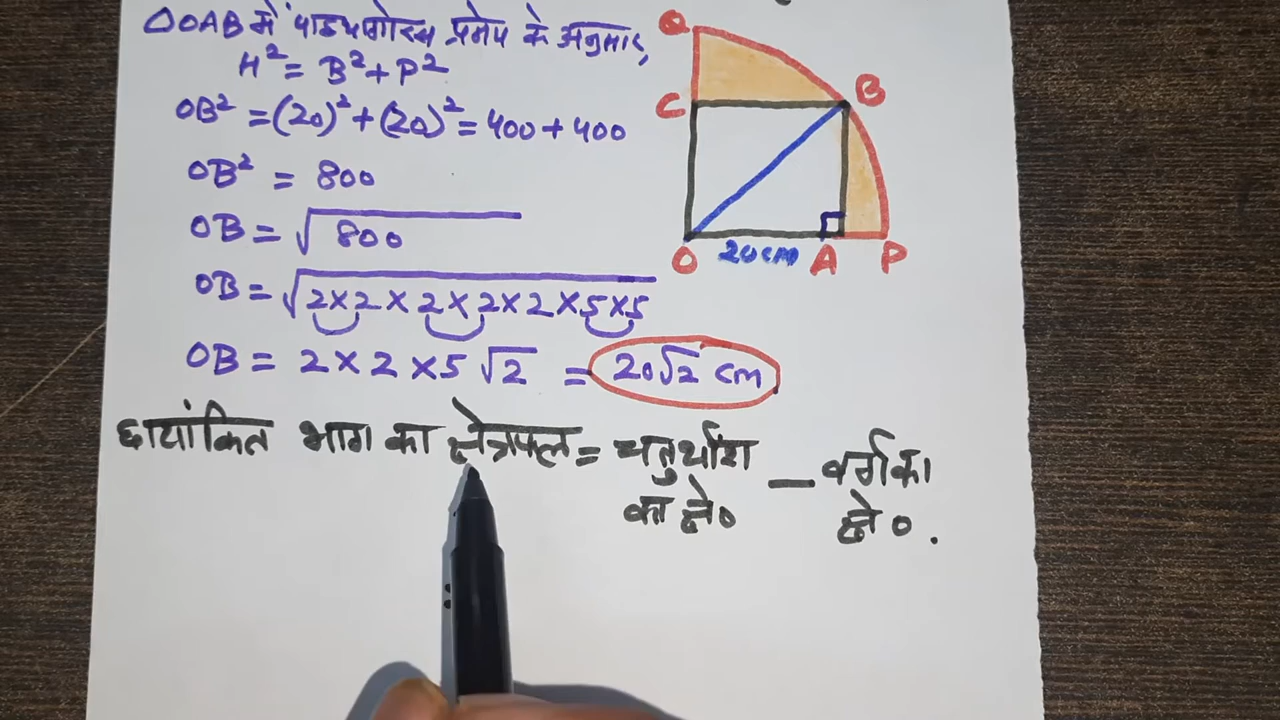 △OAB में पाइथागोरस प्रमेय के अनुसार,
H² = B² + P²
OB² = (20)² + (20)² = 400 + 400
OB² = 800
OB = √800
OB = √2×2×2×2×2×5×5
OB = 2×2×5√2 = 20√2 cm
Q
C
B
O
20cm
A
P
छायांकित भाग का क्षेत्रफल = चतुर्थांश का क्षे० − वर्ग का क्षे०.